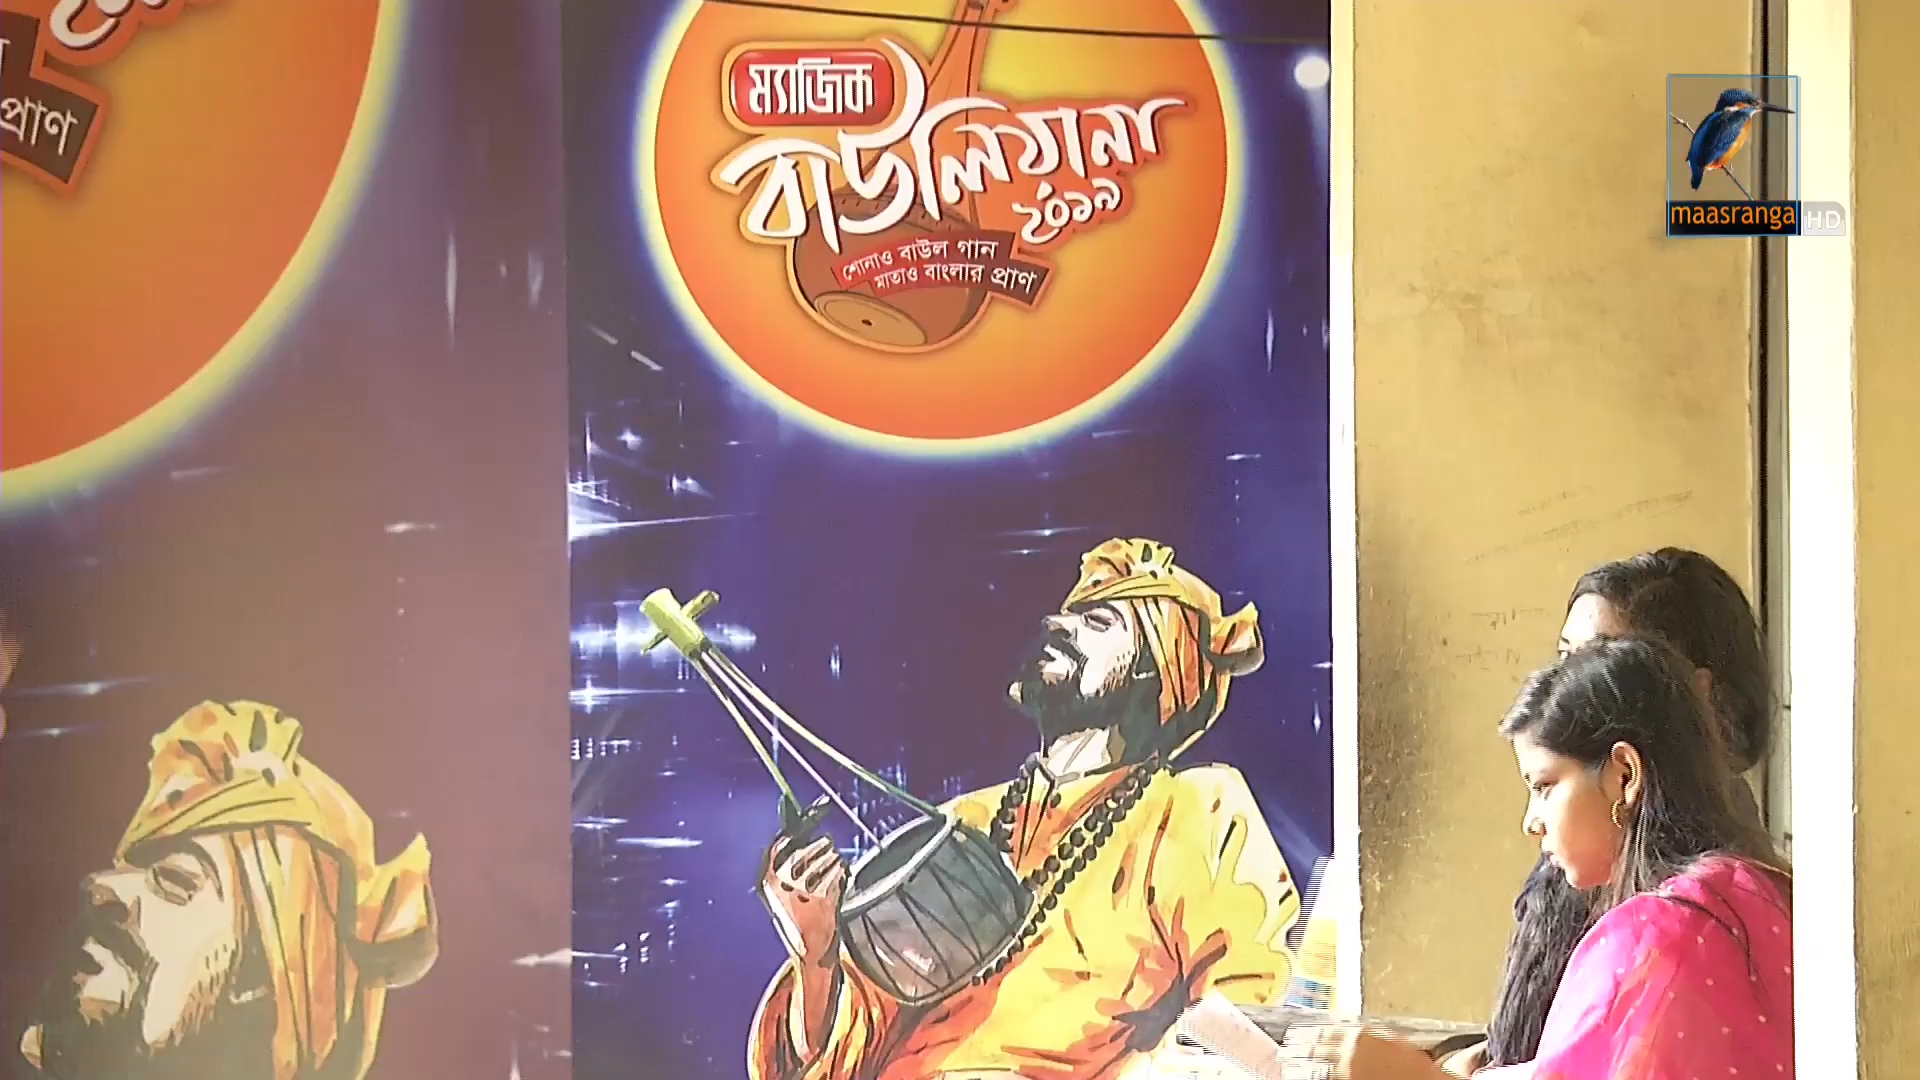 প্রাণ
ম্যাজিক
বাউলিয়ানা
২০১৯
শোনাও বাউল গান
মাতাও বাংলার প্রাণ
maasranga HD